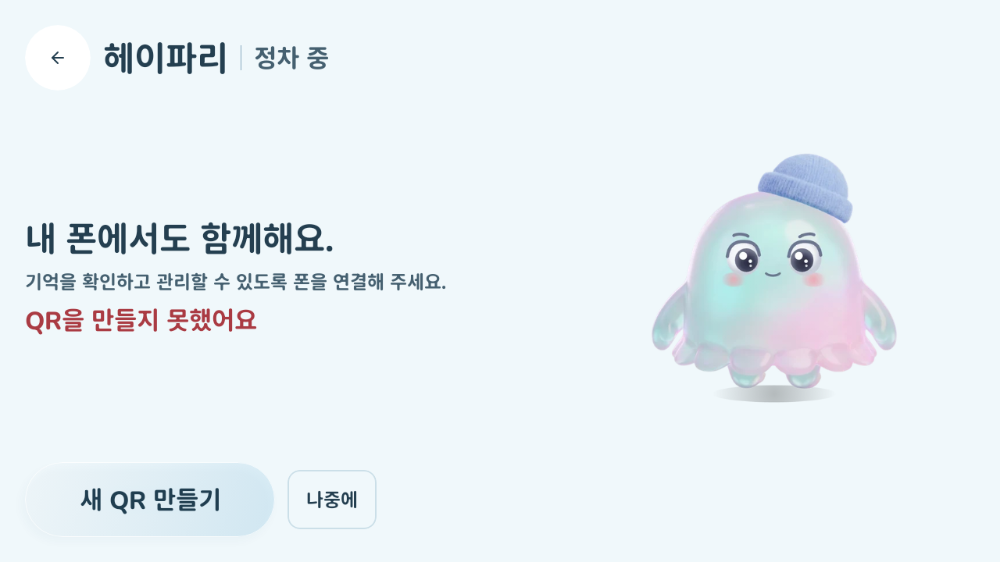 헤이파리 정차 중
내 폰에서도 함께해요.
기억을 확인하고 관리할 수 있도록 폰을 연결해 주세요.
QR을 만들지 못했어요
새 QR 만들기
나중에